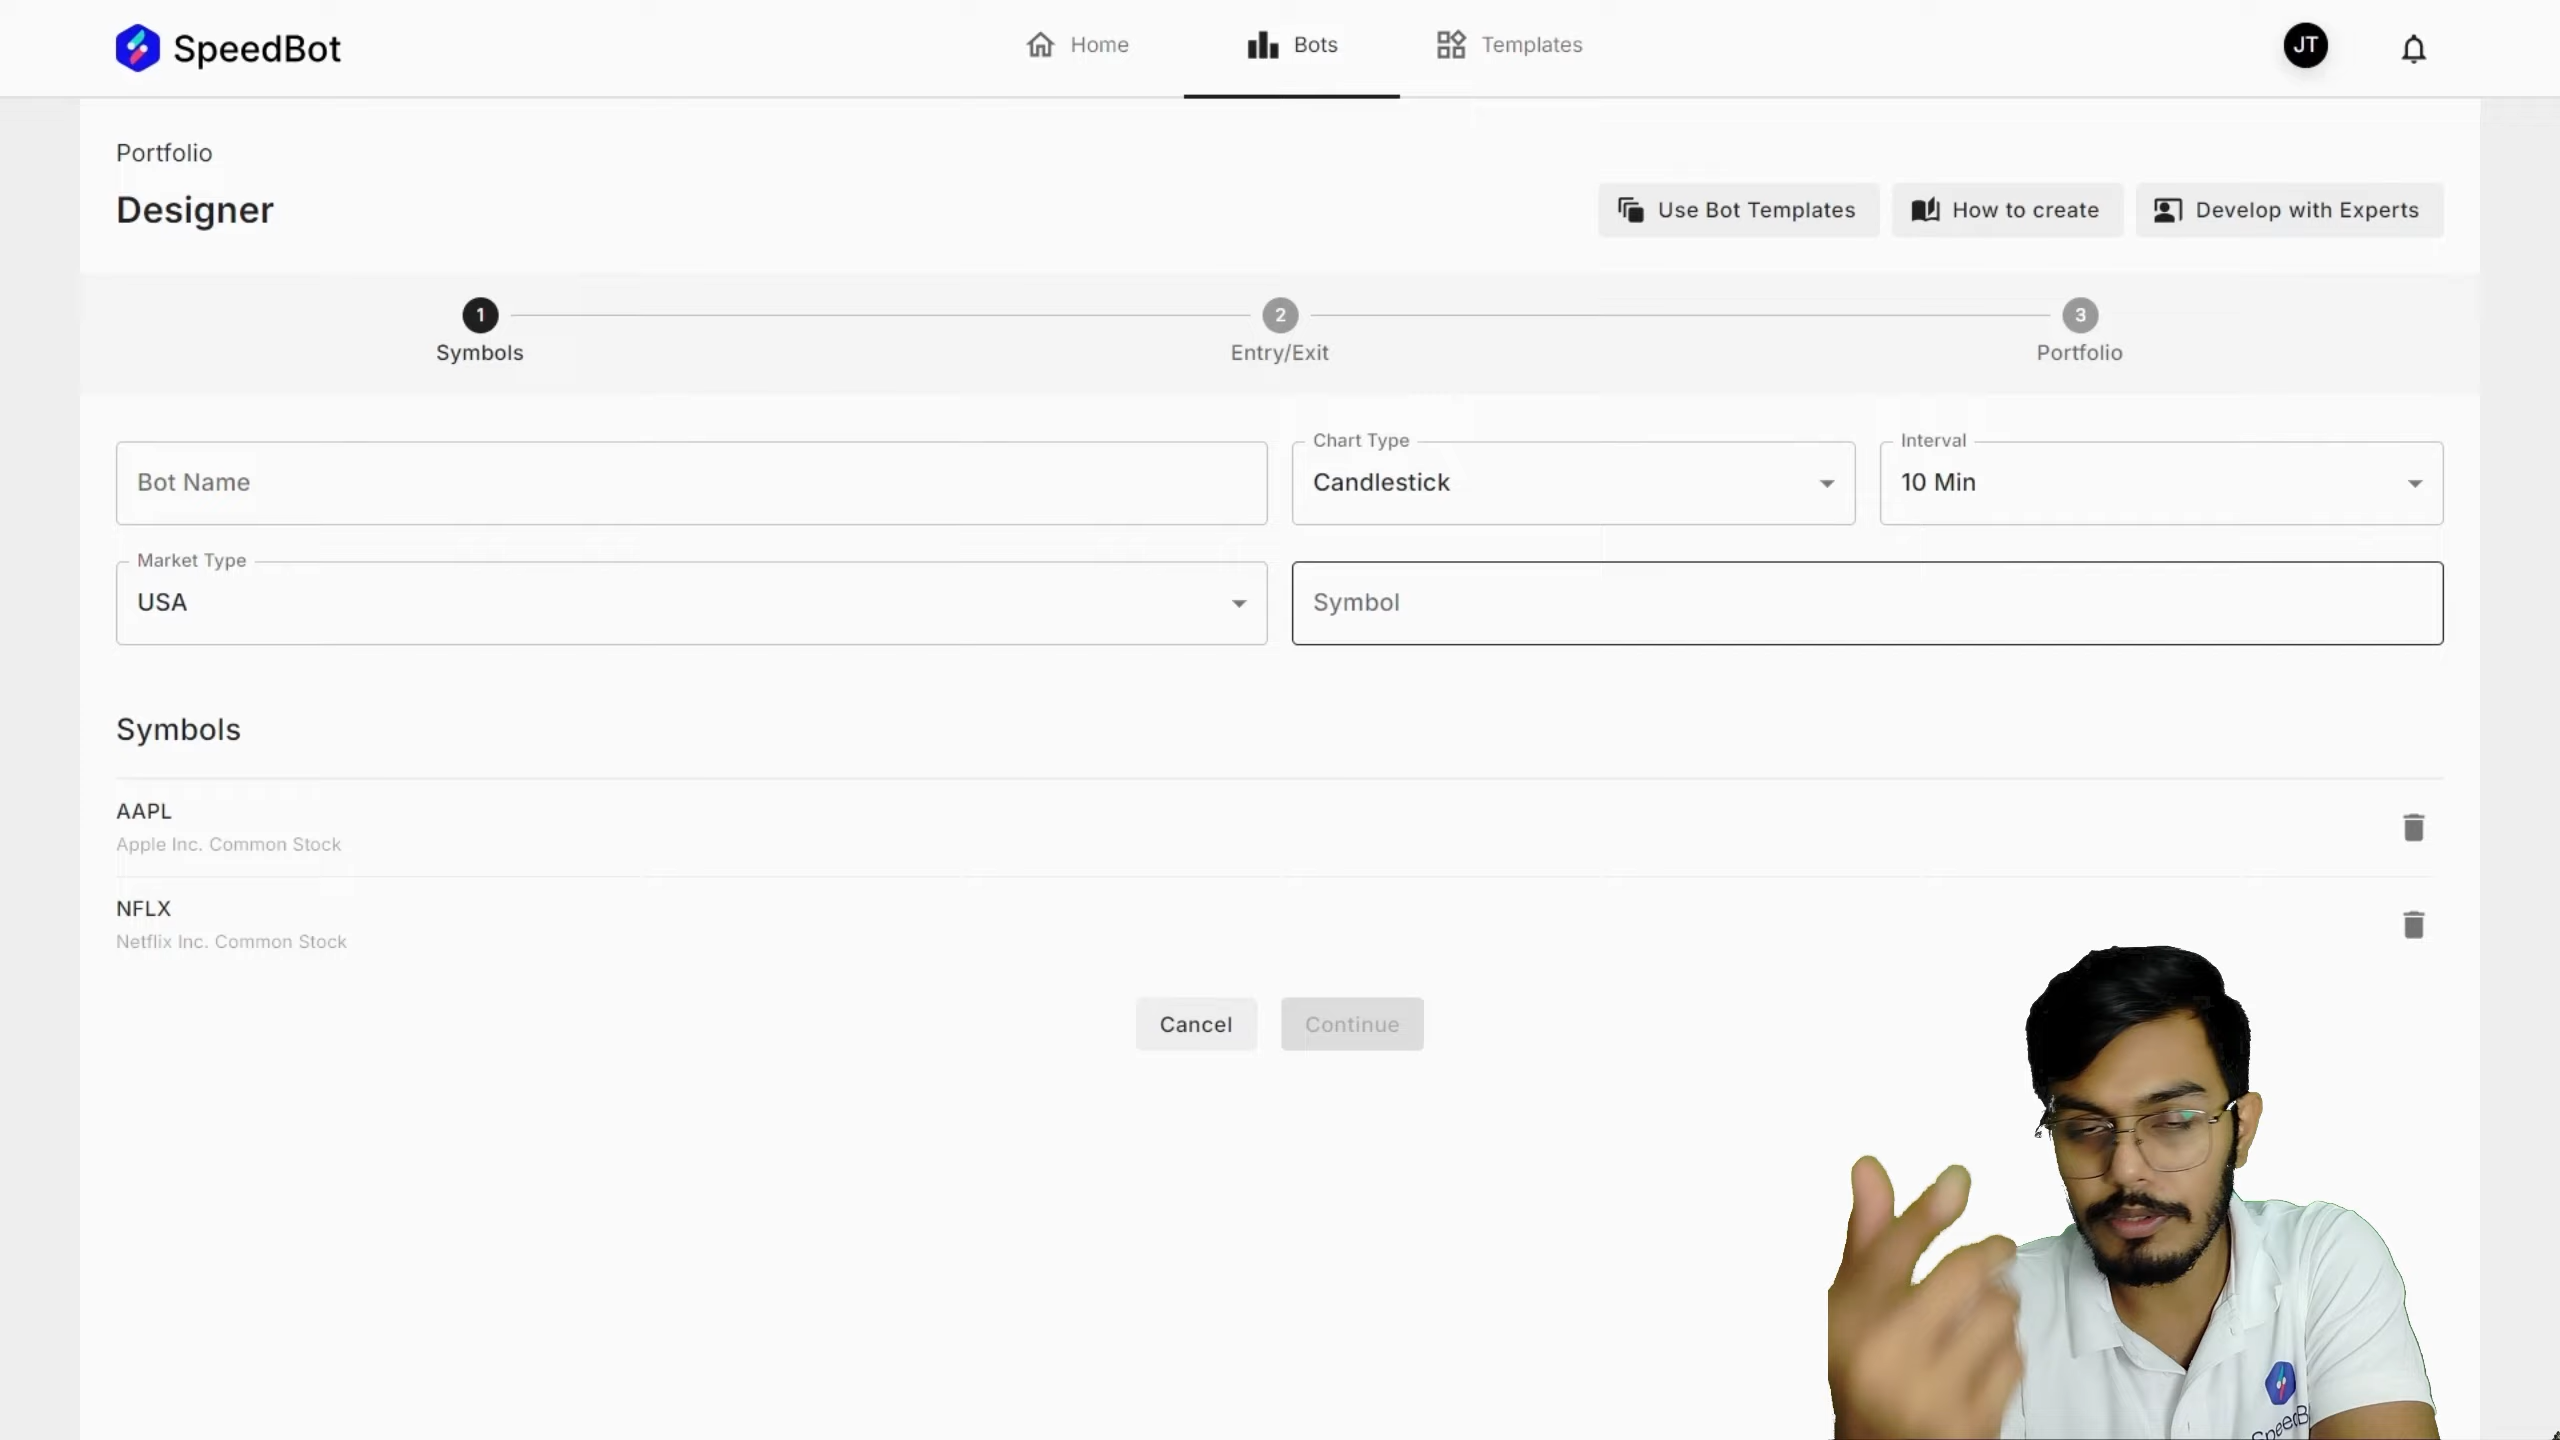 SpeedBot
Home
Bots
Templates
JT
Portfolio
Designer
Use Bot Templates
How to create
Develop with Experts
1
2
3
Symbols
Entry/Exit
Portfolio
Bot Name
Chart Type
Candlestick
Interval
10 Min
Market Type
USA
Symbol
Symbols
AAPL
Apple Inc. Common Stock
NFLX
Netflix Inc. Common Stock
Cancel
Continue
SpeedB